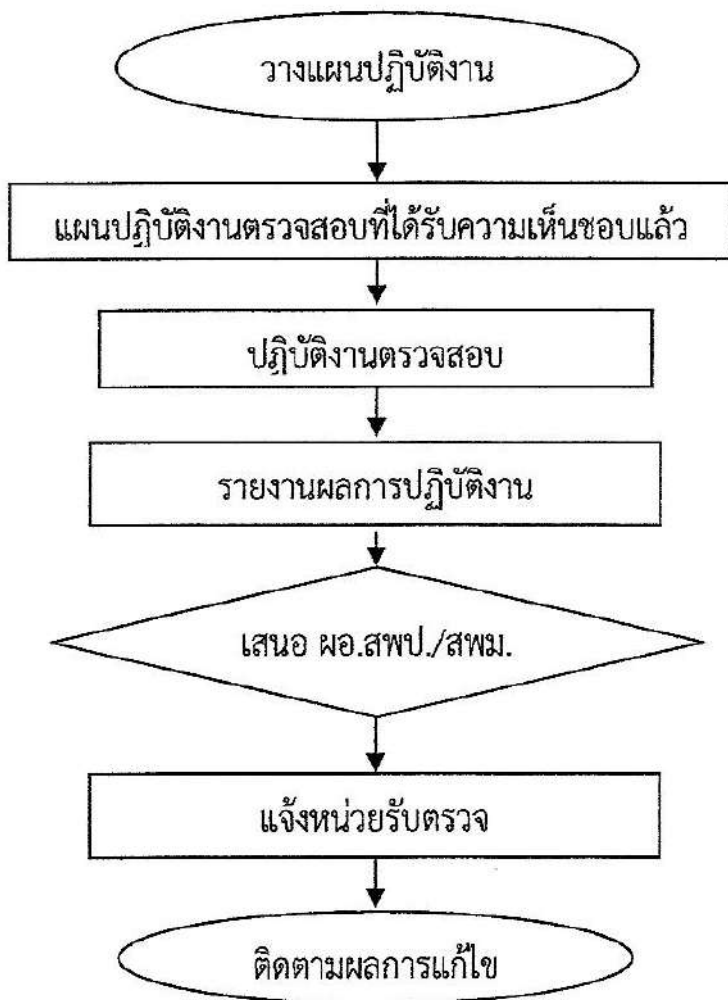 วางแผนปฏิบัติงาน
แผนปฏิบัติงานตรวจสอบที่ได้รับความเห็นชอบแล้ว
ปฏิบัติงานตรวจสอบ
รายงานผลการปฏิบัติงาน
เสนอ ผอ.สพป./สพม.
แจ้งหน่วยรับตรวจ
ติดตามผลการแก้ไข